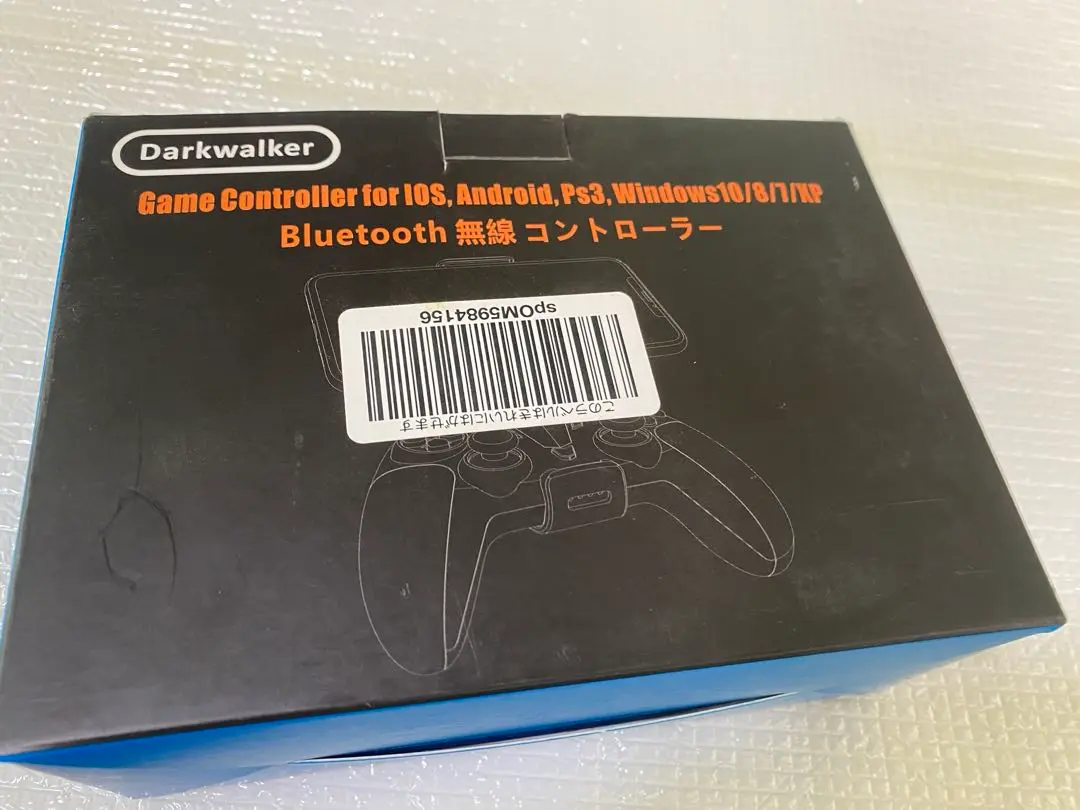 Darkwalker
Game Controller for IOS, Android, Ps3, Windows10/8/7/XP
Bluetooth 無線 コントローラー
spOM5984156
このラベルはきれいにはがせます